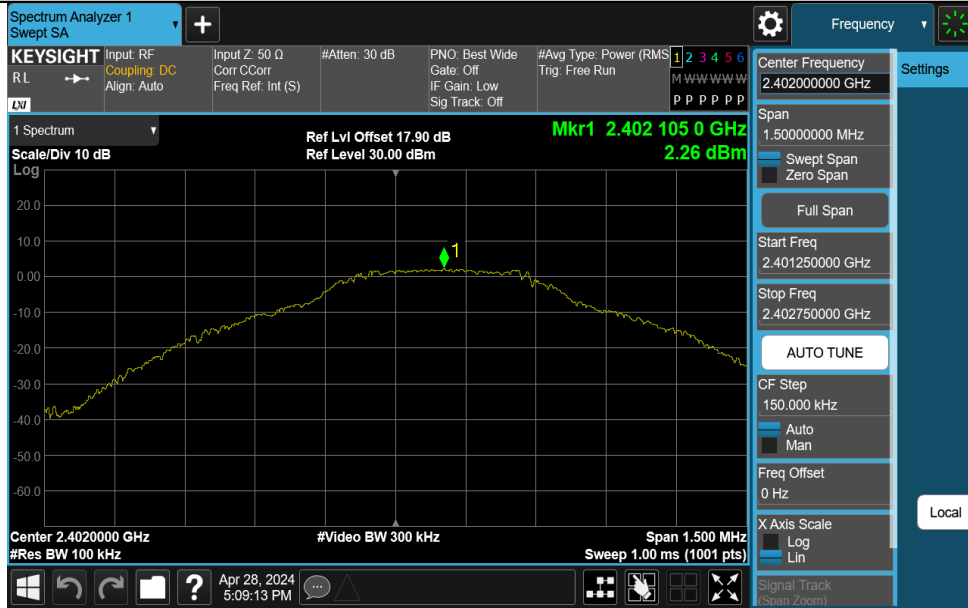 Spectrum Analyzer 1
Swept SA
+
Frequency
KEYSIGHT
RL
LXI
Input: RF
Coupling: DC
Align: Auto
Input Z: 50 Ω
Corr CCorr
Freq Ref: Int (S)
#Atten: 30 dB
PNO: Best Wide
Gate: Off
IF Gain: Low
Sig Track: Off
#Avg Type: Power (RMS
Trig: Free Run
1 2 3 4 5 6
M W W W W W
P P P P P P
1 Spectrum
Scale/Div 10 dB
Log
Ref Lvl Offset 17.90 dB
Ref Level 30.00 dBm
Mkr1 2.402 105 0 GHz
2.26 dBm
20.0
10.0
0.00
-10.0
-20.0
-30.0
-40.0
-50.0
-60.0
1
Center 2.4020000 GHz
#Res BW 100 kHz
#Video BW 300 kHz
Span 1.500 MHz
Sweep 1.00 ms (1001 pts)
Center Frequency
2.402000000 GHz
Span
1.50000000 MHz
Swept Span
Zero Span
Full Span
Start Freq
2.401250000 GHz
Stop Freq
2.402750000 GHz
AUTO TUNE
CF Step
150.000 kHz
Auto
Man
Freq Offset
0 Hz
X Axis Scale
Log
Lin
Signal Track
(Span Zoom)
Settings
Local
?
Apr 28, 2024
5:09:13 PM